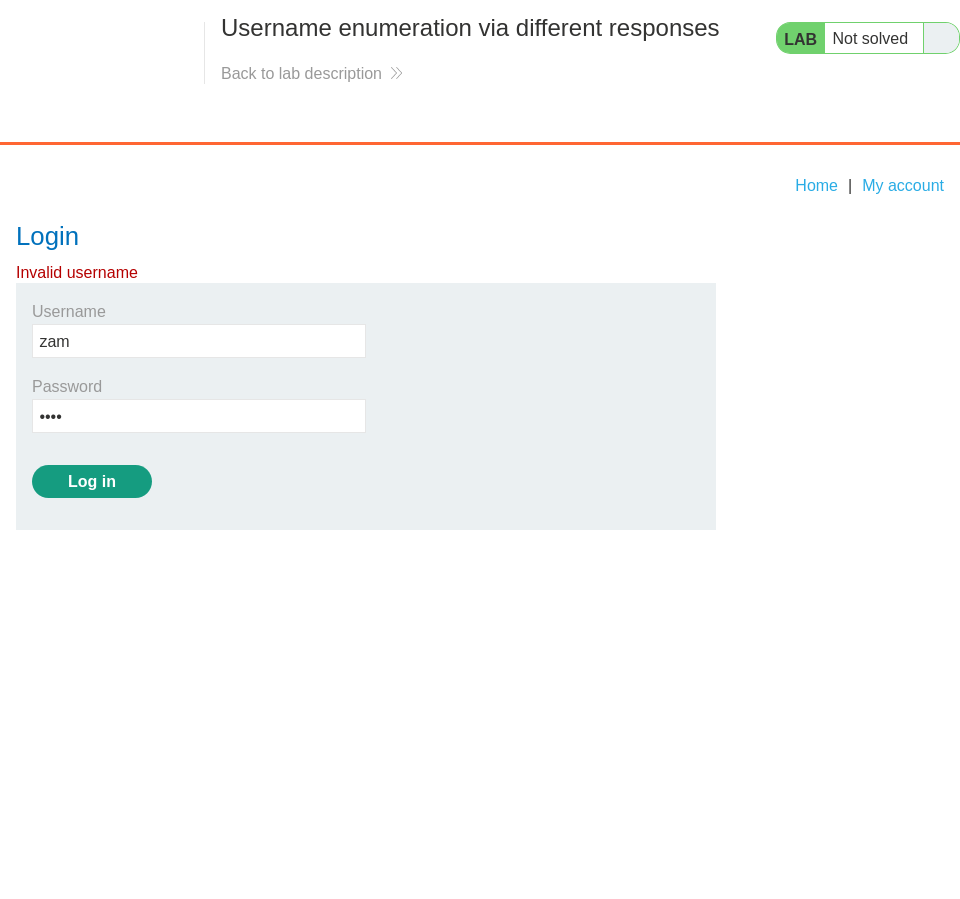 Username enumeration via different responses
LAB Not solved
Back to lab description
Home | My account
Login
Invalid username
Username
zam
Password
••••
Log in